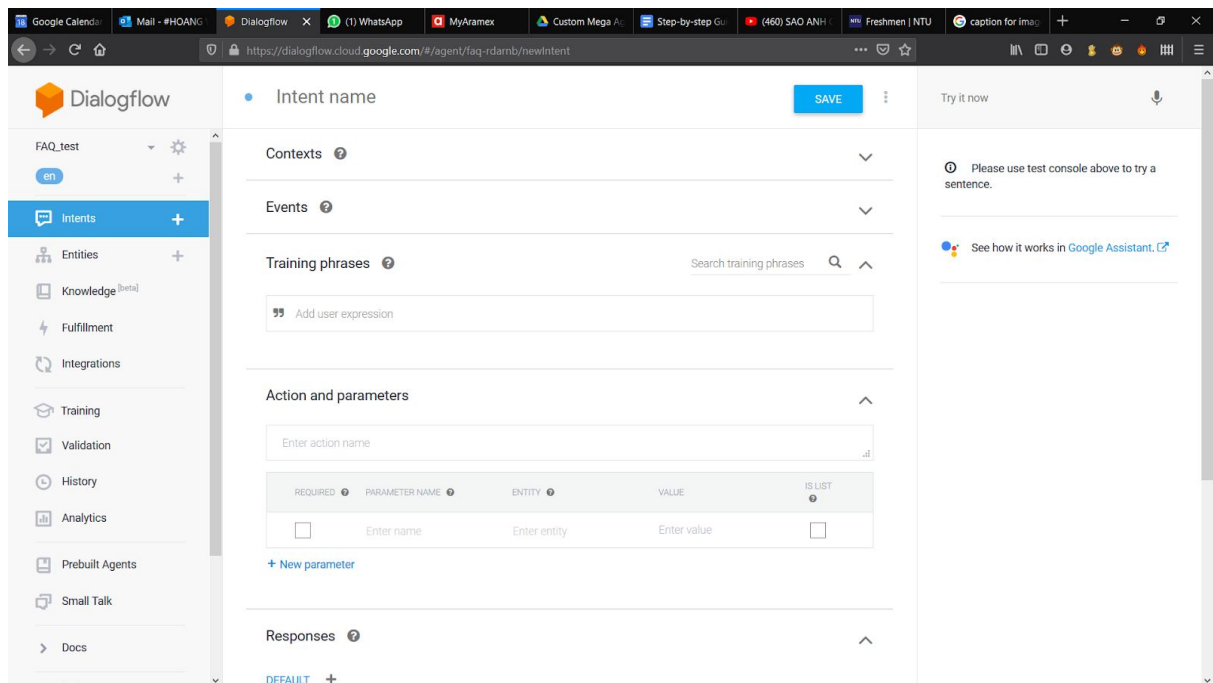 Google Calenda
Mail - #HOANG
Dialogflow
(1) WhatsApp
MyAramex
Custom Mega Ag
Step-by-step Gui
(460) SAO ANH
NTU Freshmen | NTU
caption for imag
https://dialogflow.cloud.google.com/#/agent/faq-rdarnb/newIntent
Dialogflow
FAQ_test
en
Intents
Entities
Knowledge [beta]
Fulfillment
Integrations
Training
Validation
History
Analytics
Prebuilt Agents
Small Talk
Docs
Intent name
SAVE
Contexts
Events
Training phrases
Search training phrases
Add user expression
Action and parameters
Enter action name
REQUIRED PARAMETER NAME ENTITY VALUE IS LIST
Enter name Enter entity Enter value
+ New parameter
Responses
DEFAULT +
Try it now
Please use test console above to try a
sentence.
See how it works in Google Assistant.